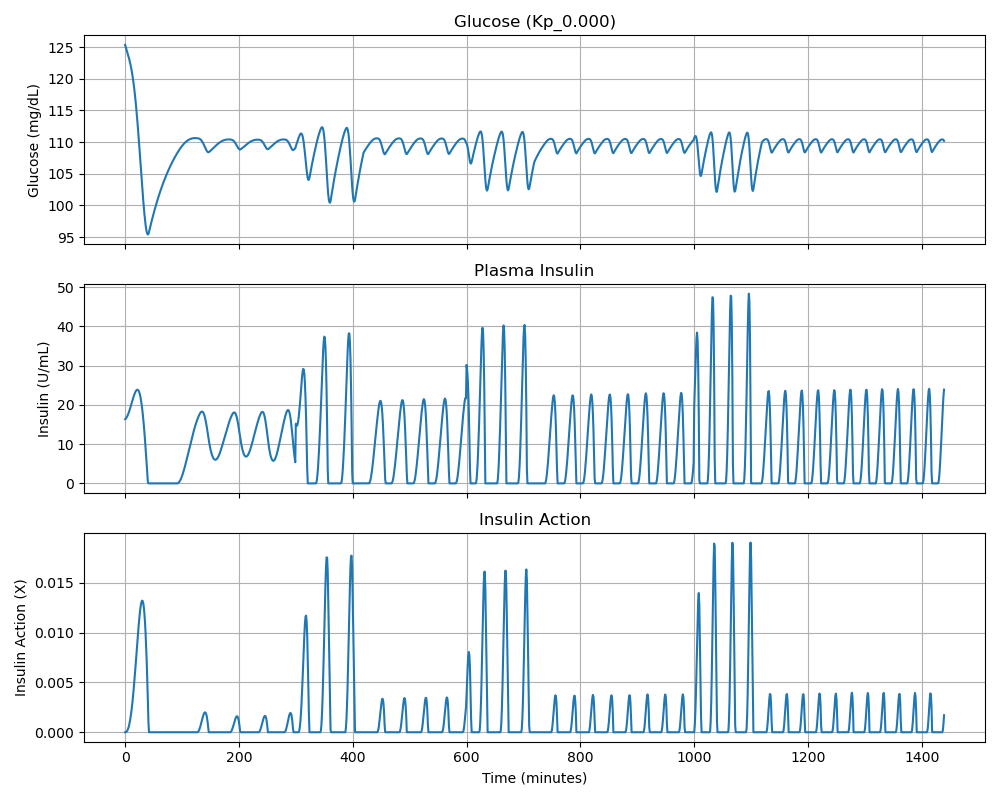 Glucose (Kp_0.000)
Glucose (mg/dL)
125
120
115
110
105
100
95
Plasma Insulin
Insulin (U/mL)
50
40
30
20
10
0
Insulin Action
Insulin Action (X)
0.015
0.010
0.005
0.000
0 200 400 600 800 1000 1200 1400
Time (minutes)